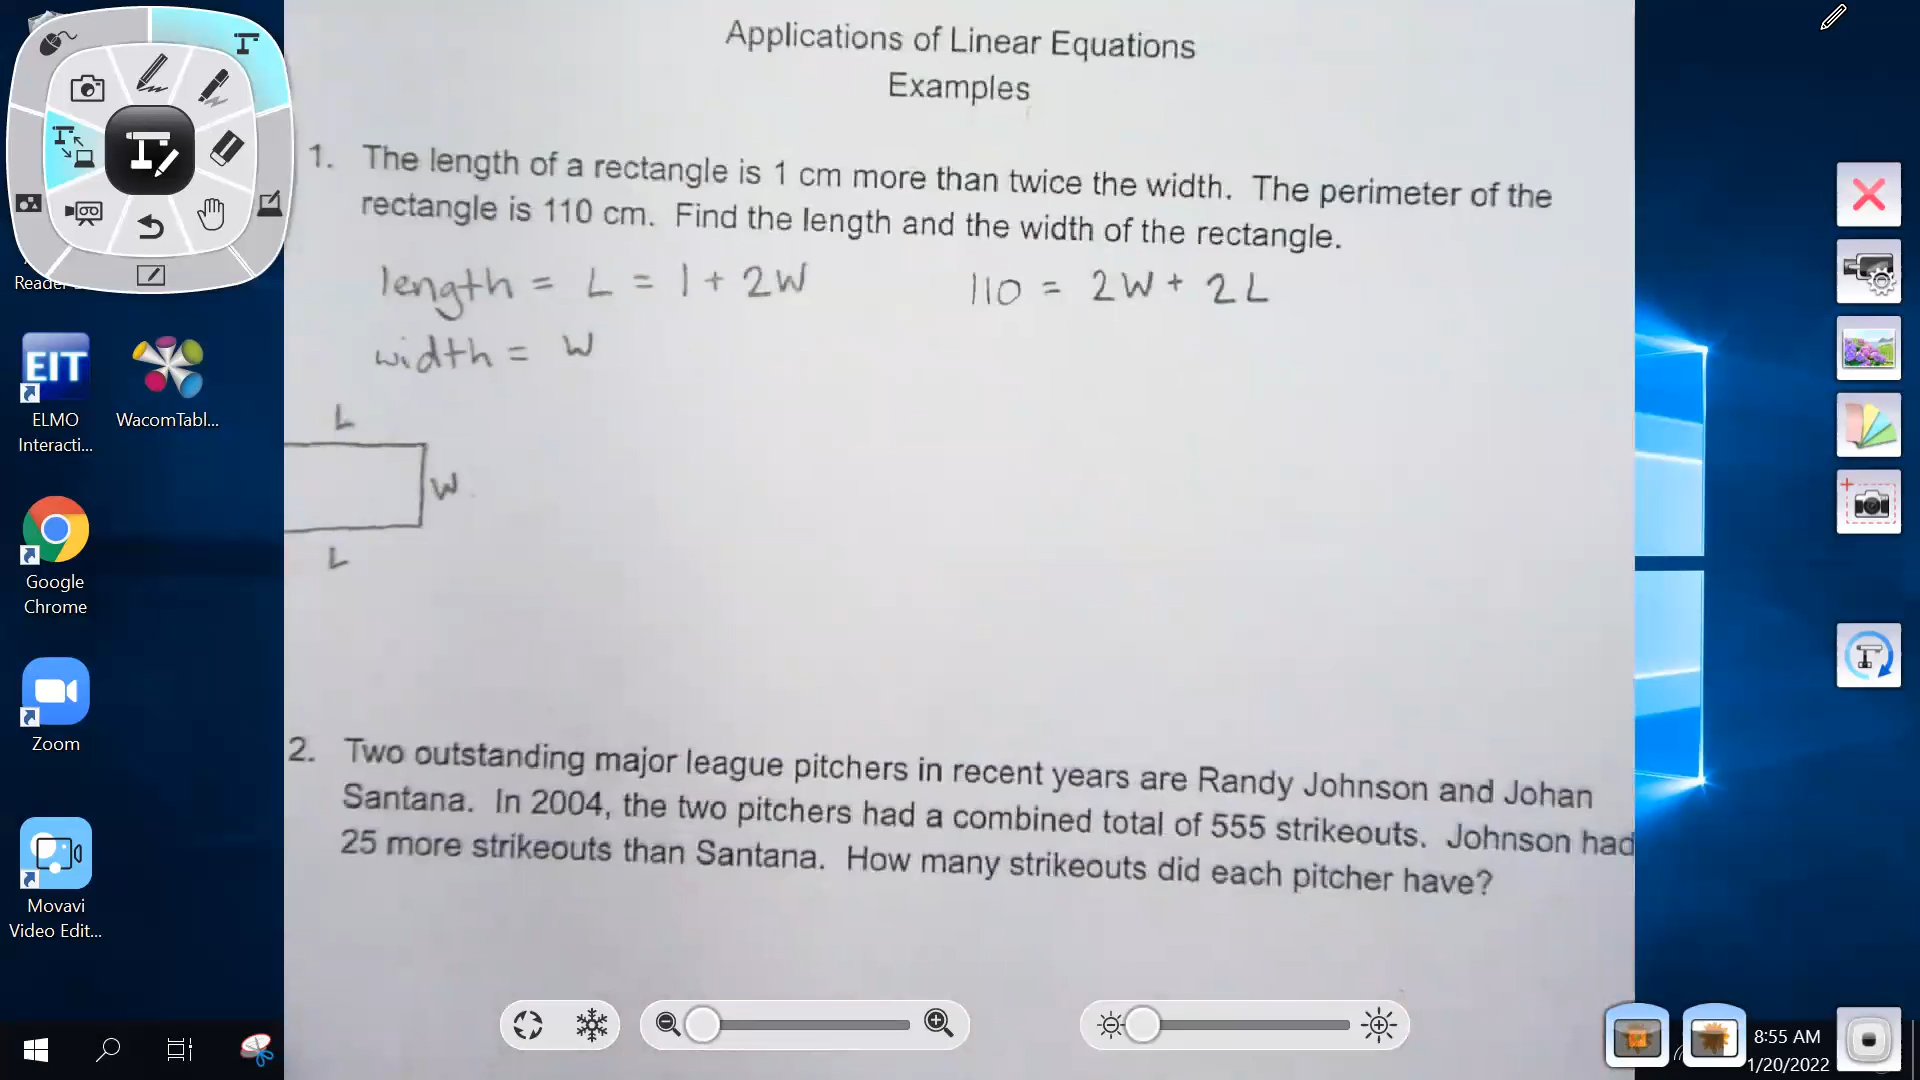 Applications of Linear Equations
Examples
1. The length of a rectangle is 1 cm more than twice the width. The perimeter of the
rectangle is 110 cm. Find the length and the width of the rectangle.
length = L = 1 + 2W
110 = 2W + 2L
width = W
L
W
L
2. Two outstanding major league pitchers in recent years are Randy Johnson and Johan
Santana. In 2004, the two pitchers had a combined total of 555 strikeouts. Johnson had
25 more strikeouts than Santana. How many strikeouts did each pitcher have?
Reader
EIT
ELMO
Interacti...
WacomTabl...
Google
Chrome
Zoom
Movavi
Video Edit...
8:55 AM
1/20/2022